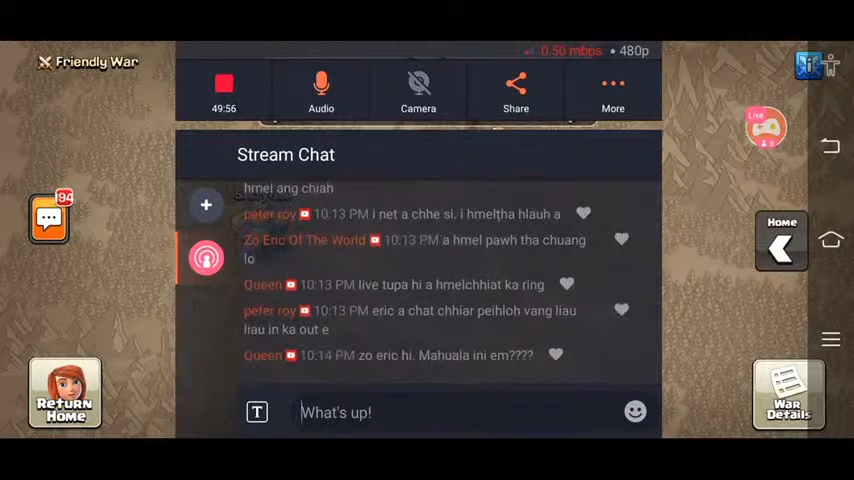 0.50 mbps • 480p
Friendly War
49:56
Audio
Camera
Share
More
Live
8
Stream Chat
hmel ang chiah
peter roy 10:13 PM i net a chhe si. i hmelṭha hlauh a
194
Zo Eric Of The World 10:13 PM a hmel pawh tha chuang
lo
Home
Queen 10:13 PM live tupa hi a hmelchhiat ka ring
peter roy 10:13 PM eric a chat chhiar peihloh vang liau
liau in ka out e
Queen 10:14 PM zo eric hi. Mahuala ini em????
Return
Home
T
What's up!
War
Details